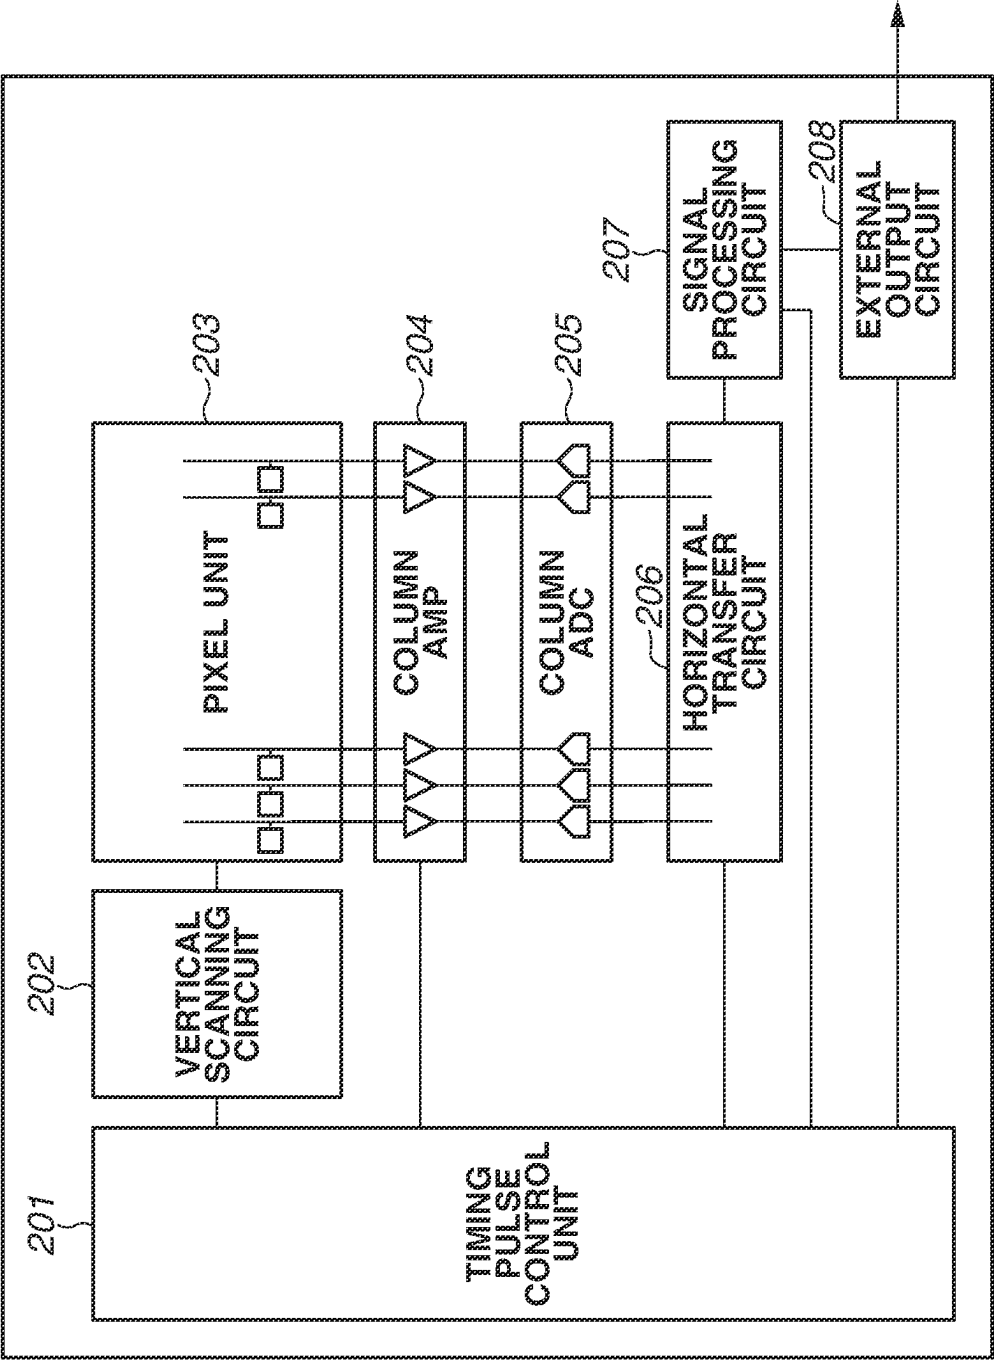 201
TIMING
PULSE
CONTROL
UNIT
202
VERTICAL
SCANNING
CIRCUIT
203
PIXEL UNIT
204
COLUMN
AMP
205
COLUMN
ADC
206
HORIZONTAL
TRANSFER
CIRCUIT
207
SIGNAL
PROCESSING
CIRCUIT
208
EXTERNAL
OUTPUT
CIRCUIT